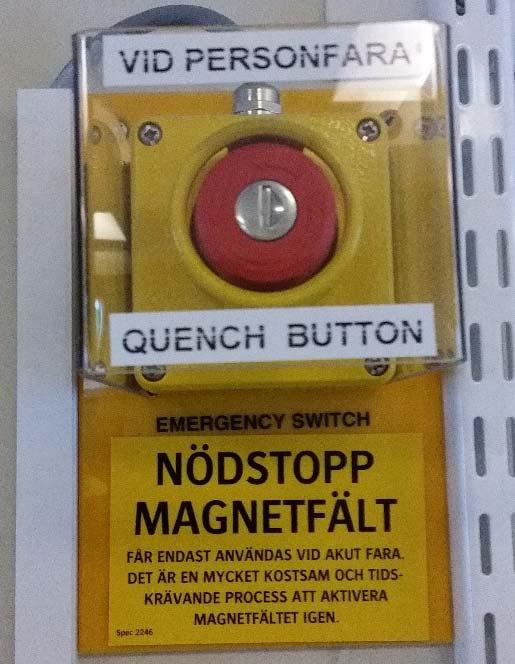 VID PERSONFARA
QUENCH BUTTON
EMERGENCY SWITCH
NÖDSTOPP
MAGNETFÄLT
FÅR ENDAST ANVÄNDAS VID AKUT FARA.
DET ÄR EN MYCKET KOSTSAM OCH TIDS-
KRÄVANDE PROCESS ATT AKTIVERA
MAGNETFÄLTET IGEN.
Spec 2246